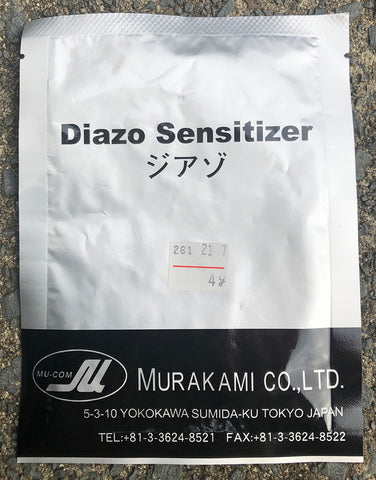 Diazo Sensitizer
ジアゾ
261 21 7
4g
MU-COM
MURAKAMI CO.,LTD.
5-3-10 YOKOKAWA SUMIDA-KU TOKYO JAPAN
TEL:+81-3-3624-8521 FAX:+81-3-3624-8522